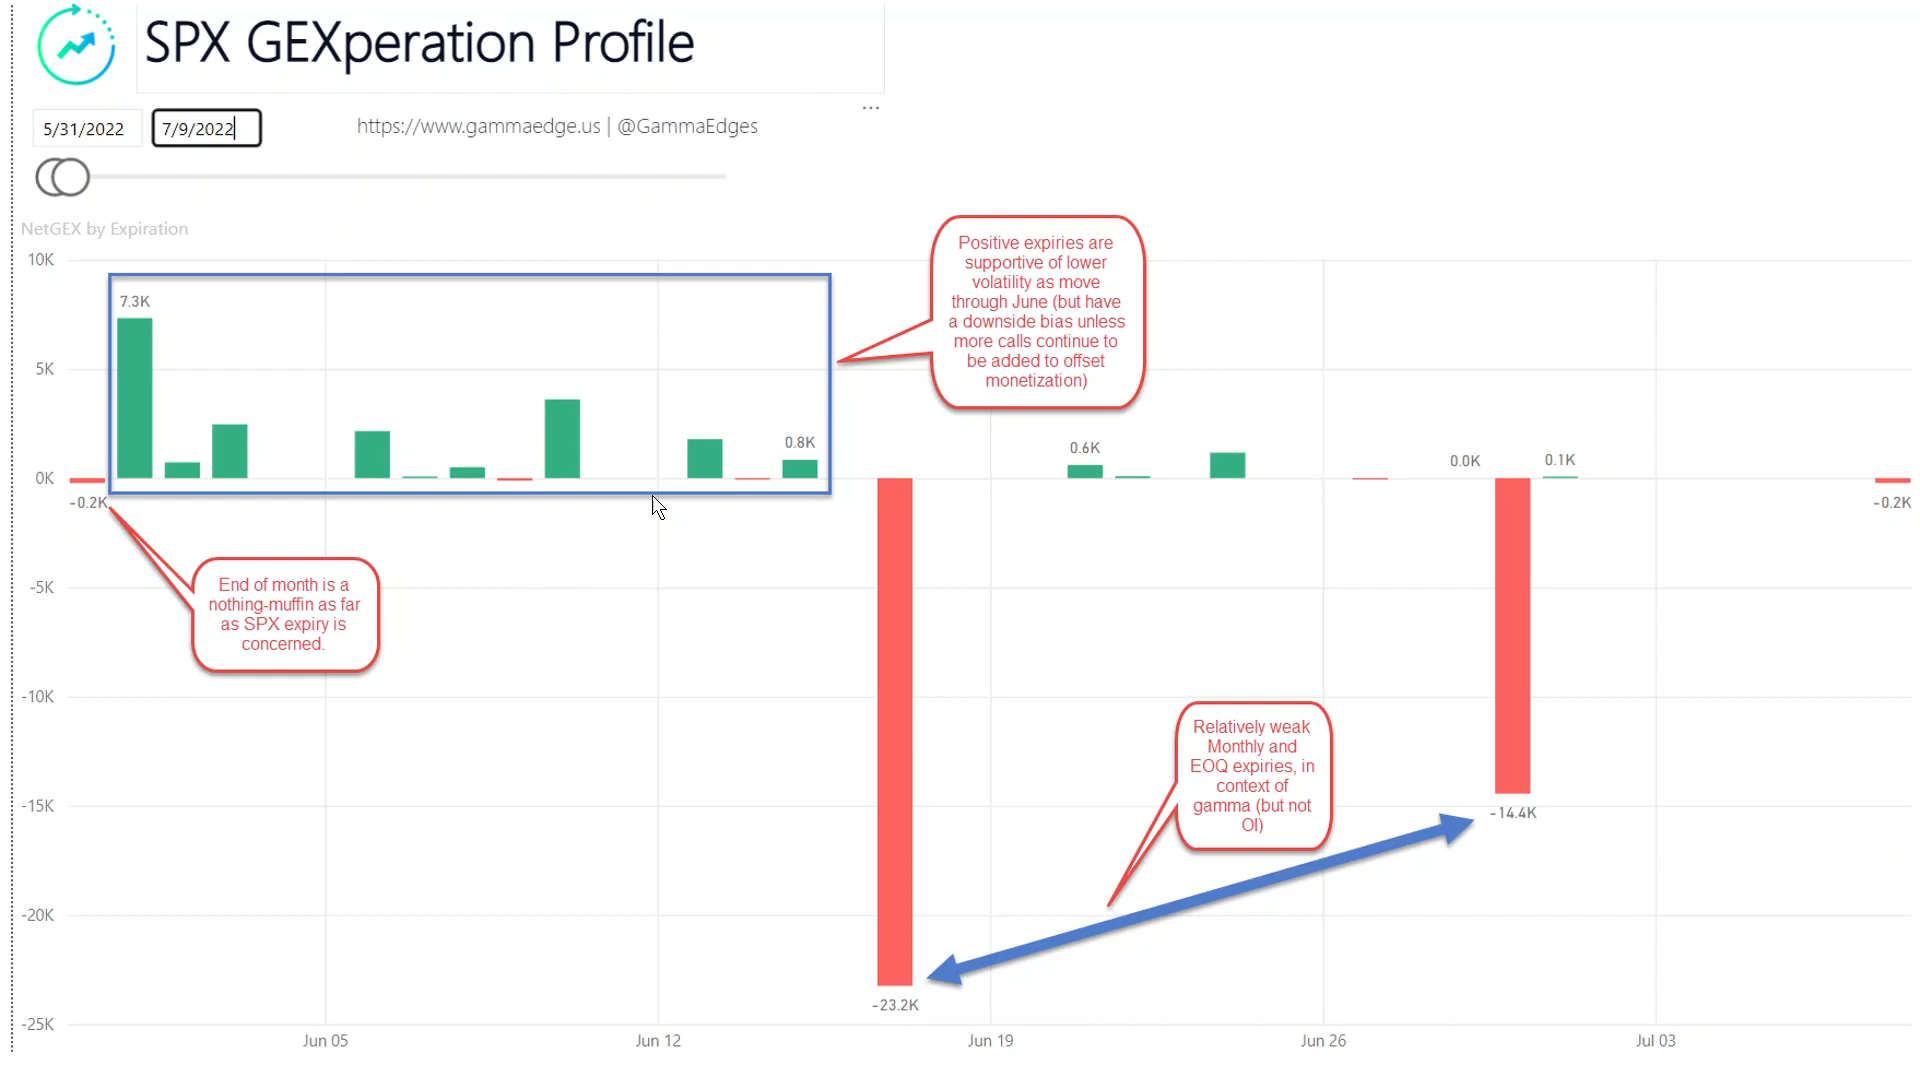 SPX GEXperation Profile
...
5/31/2022
7/9/2022
https://www.gammaedge.us | @GammaEdges
NetGEX by Expiration
10K
5K
0K
-5K
-10K
-15K
-20K
-25K
7.3K
-0.2K
0.8K
-23.2K
0.6K
0.0K
-14.4K
0.1K
-0.2K
Positive expiries are
supportive of lower
volatility as move
through June (but have
a downside bias unless
more calls continue to
be added to offset
monetization)
End of month is a
nothing-muffin as far
as SPX expiry is
concerned.
Relatively weak
Monthly and
EOQ expiries, in
context of
gamma (but not
OI)
Jun 05
Jun 12
Jun 19
Jun 26
Jul 03